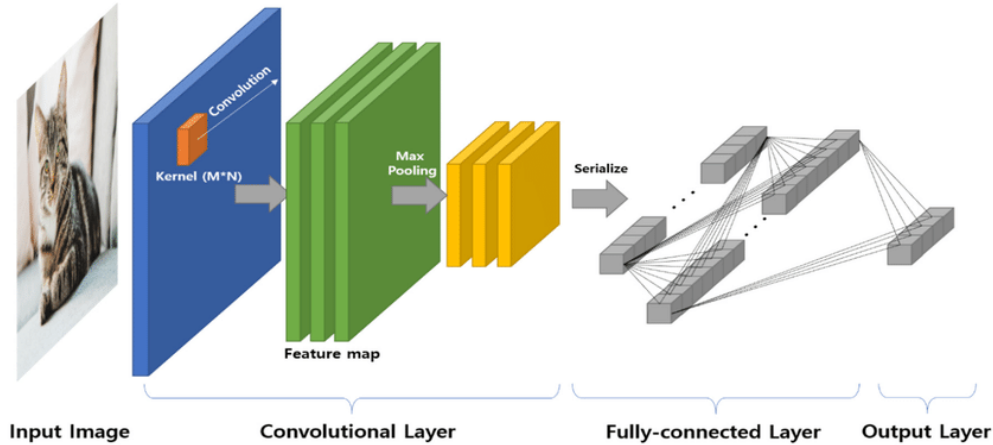 Convolution
Kernel (M*N)
Max
Pooling
Serialize
Feature map
Input Image
Convolutional Layer
Fully-connected Layer
Output Layer